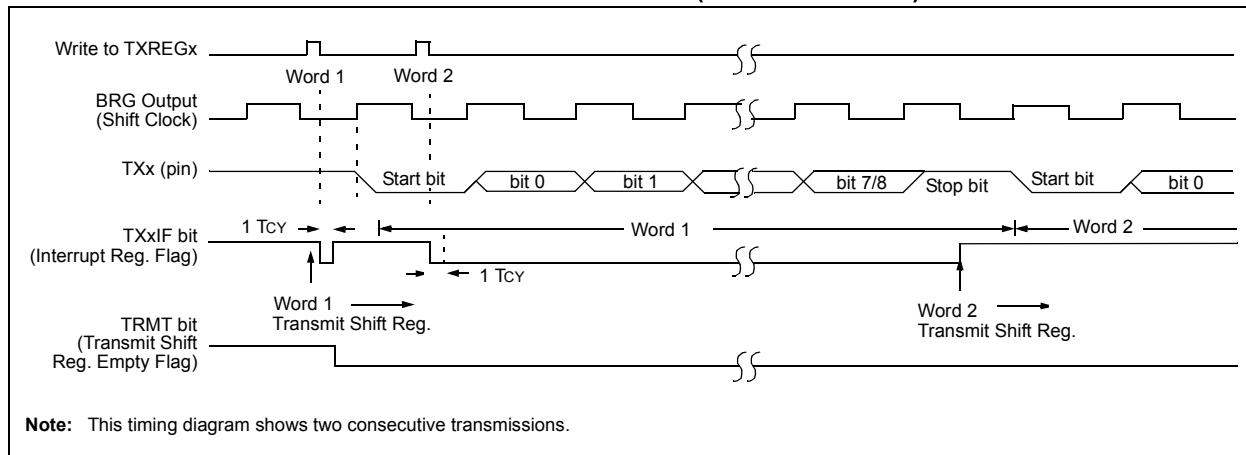 Write to TXREGx
Word 1
Word 2
BRG Output
(Shift Clock)
TXx (pin)
Start bit
bit 0
bit 1
bit 7/8
Stop bit
Start bit
bit 0
1 TCY
Word 1
Word 2
TXxIF bit
(Interrupt Reg. Flag)
1 TCY
Word 1
Transmit Shift Reg.
Word 2
Transmit Shift Reg.
TRMT bit
(Transmit Shift
Reg. Empty Flag)
Note: This timing diagram shows two consecutive transmissions.